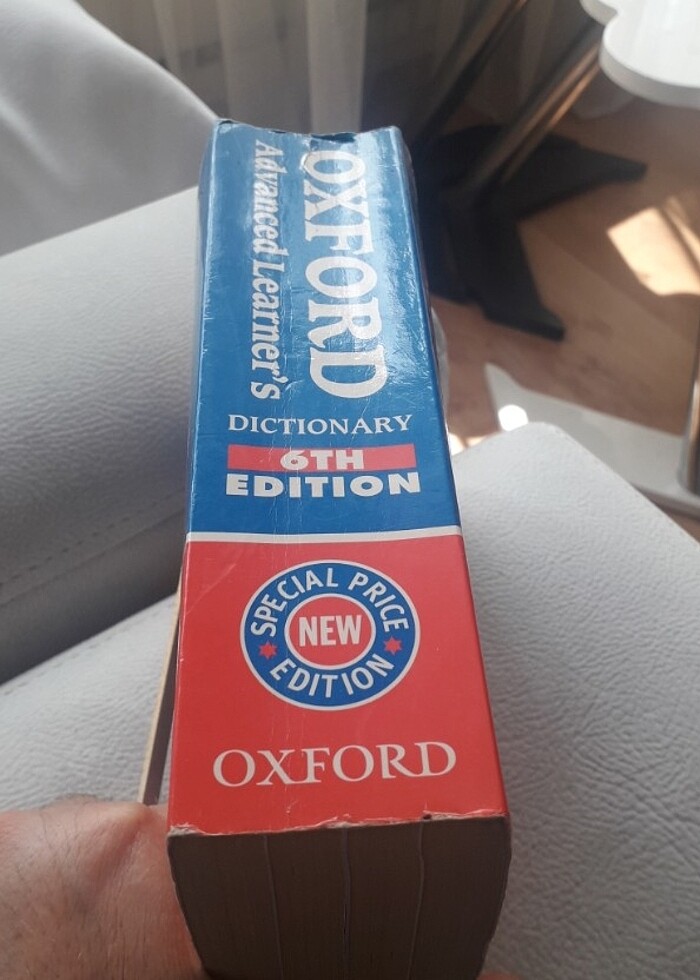 OXFORD
Advanced Learner's
DICTIONARY
6TH
EDITION
SPECIAL PRICE
NEW
EDITION
OXFORD